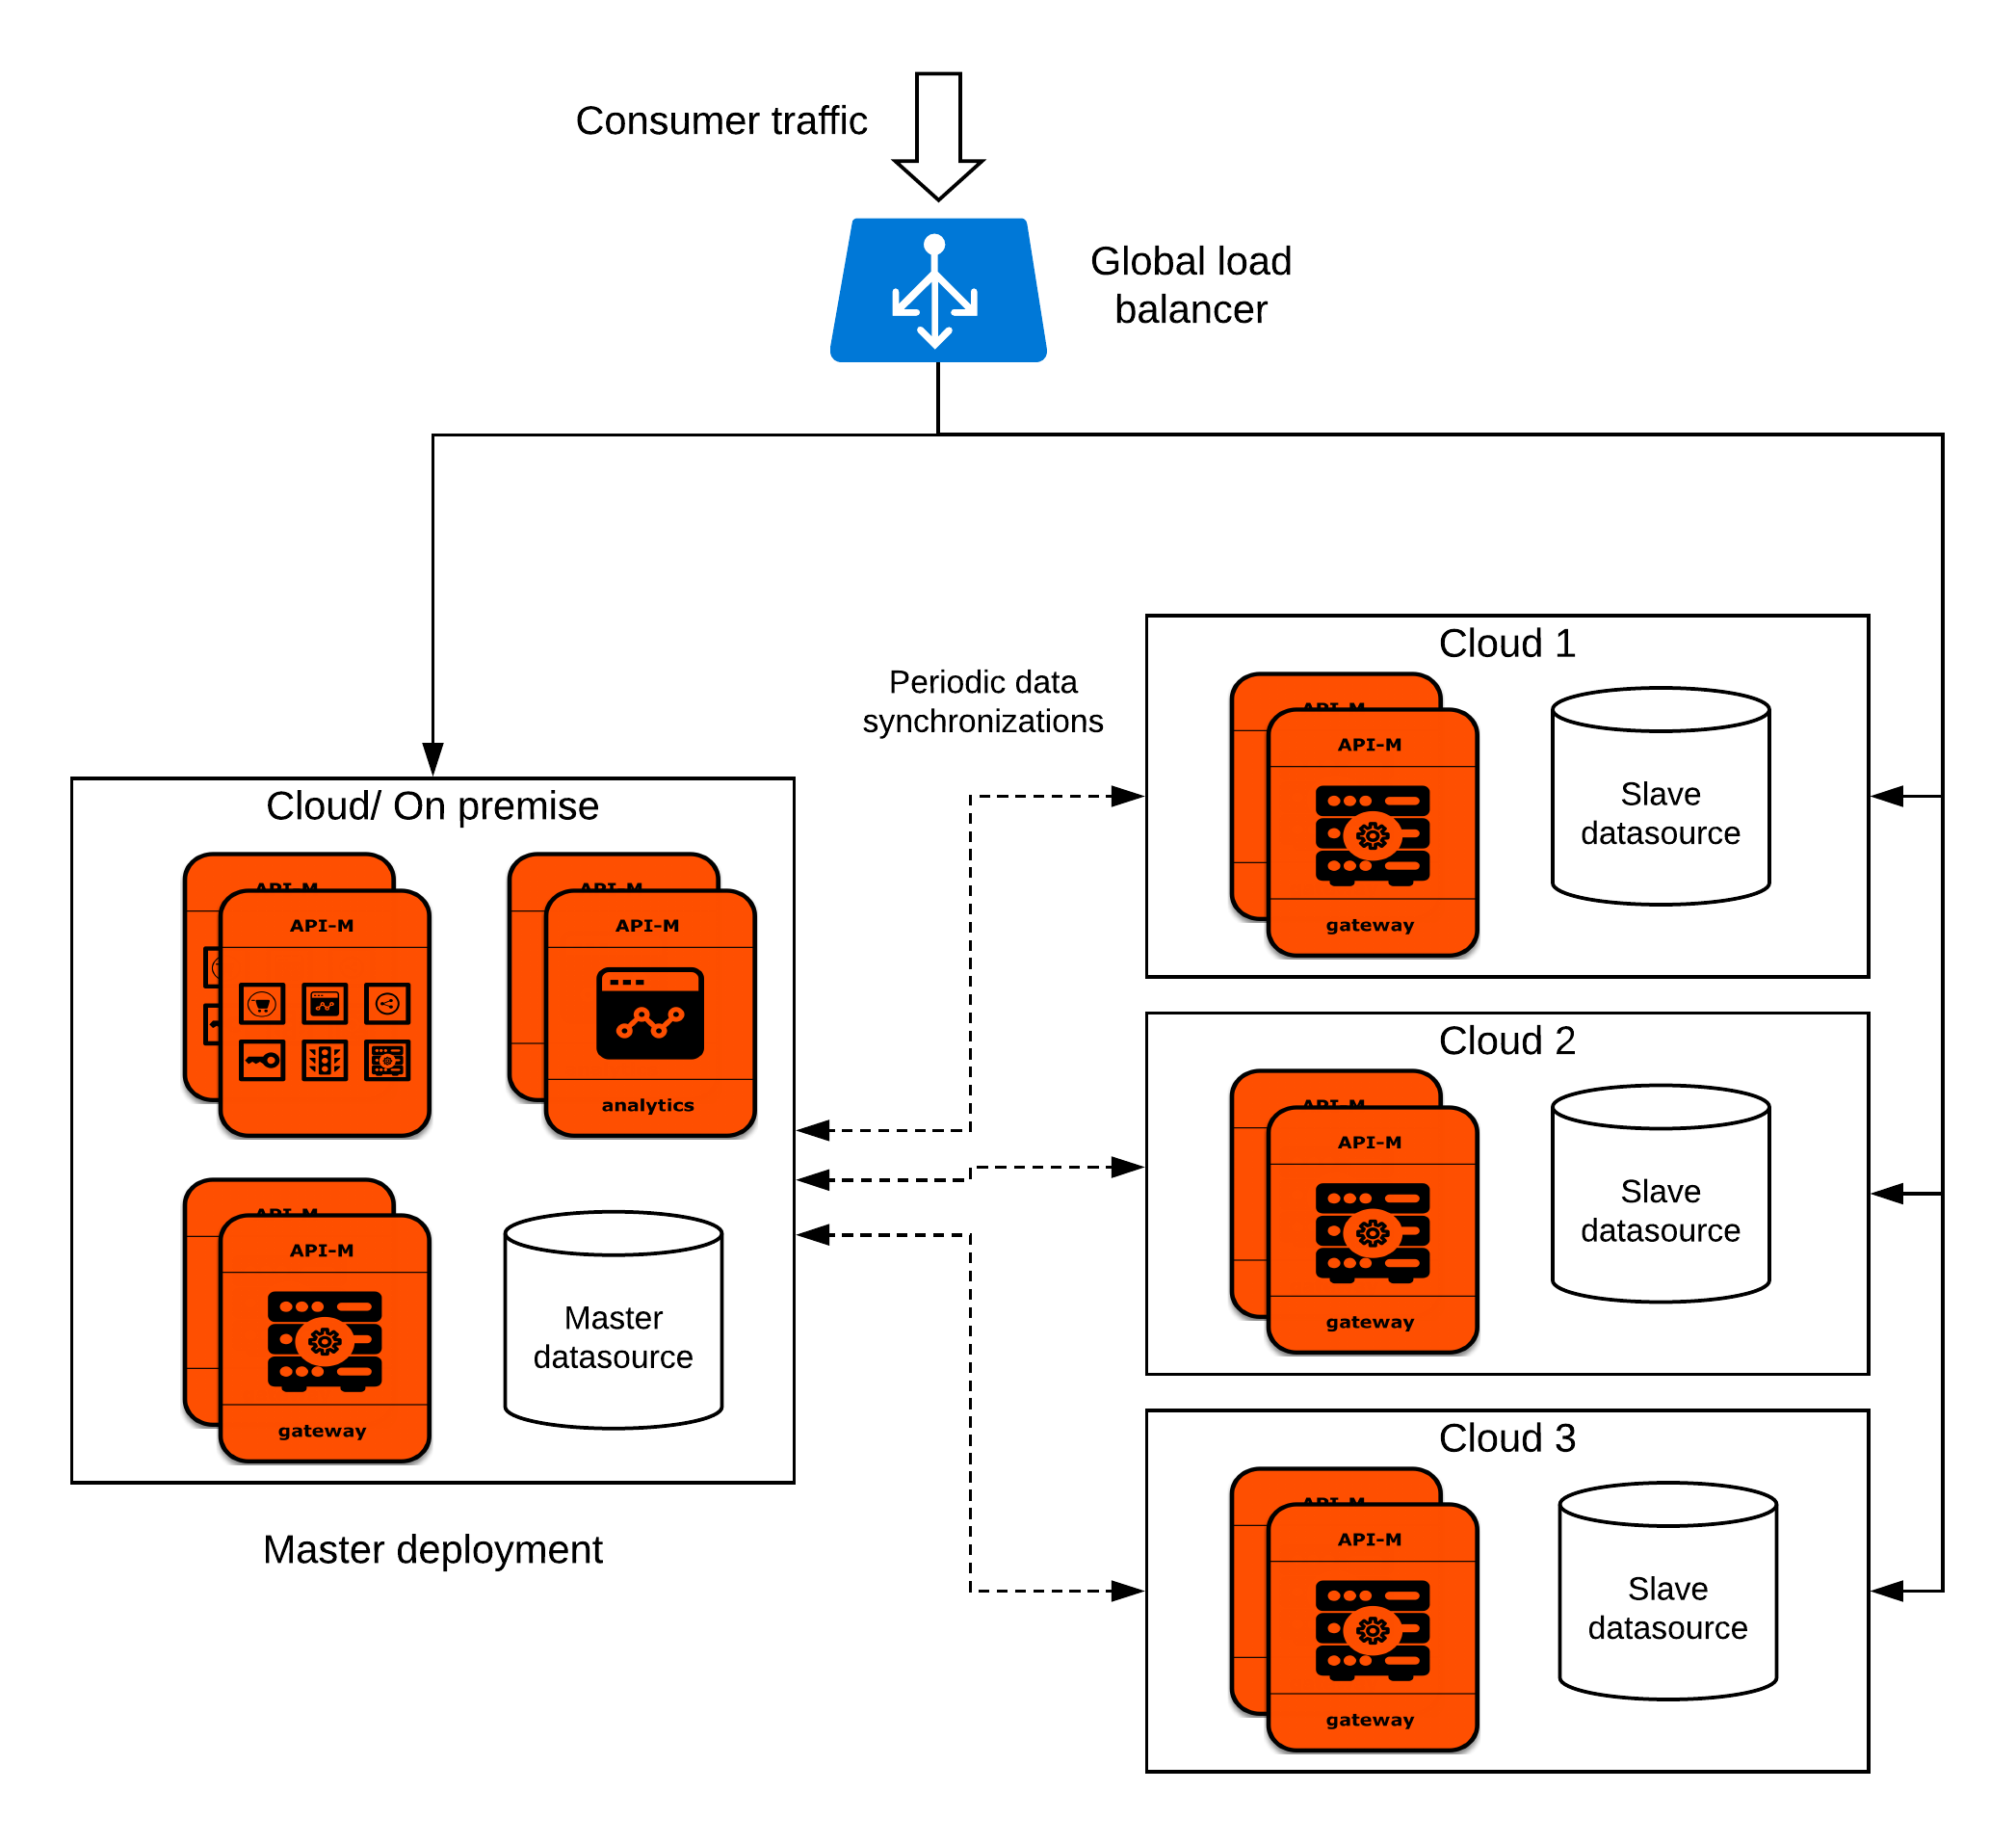 Consumer traffic
Global load
balancer
Periodic data
synchronizations
Cloud/ On premise
API-M
API-M
API-M
API-M
analytics
API-M
API-M
gateway
Master
datasource
Master deployment
Cloud 1
API-M
API-M
gateway
Slave
datasource
Cloud 2
API-M
API-M
gateway
Slave
datasource
Cloud 3
API-M
API-M
gateway
Slave
datasource